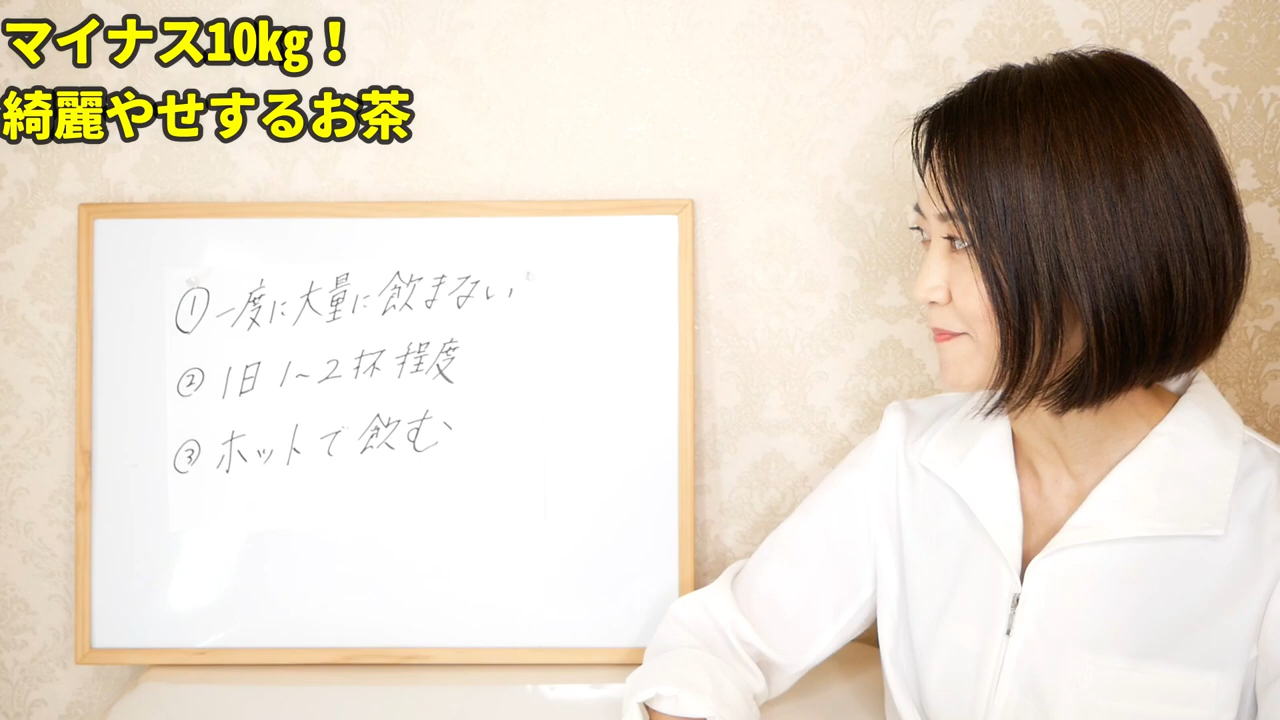 マイナス10kg！
綺麗やせするお茶
①一度に大量に飲まない
②1日1～2杯程度
③ホットで飲む